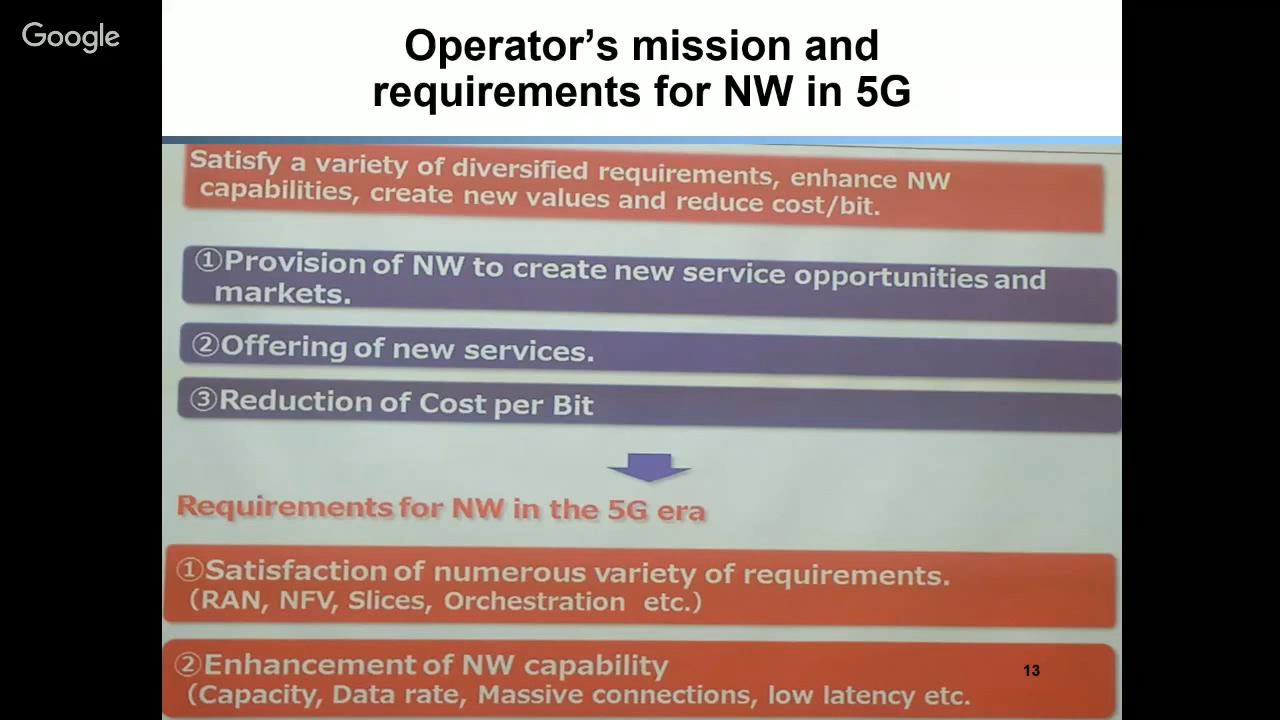 Google
Operator’s mission and
requirements for NW in 5G
Satisfy a variety of diversified requirements, enhance NW
capabilities, create new values and reduce cost/bit.
①Provision of NW to create new service opportunities and
markets.
②Offering of new services.
③Reduction of Cost per Bit
Requirements for NW in the 5G era
①Satisfaction of numerous variety of requirements.
(RAN, NFV, Slices, Orchestration etc.)
②Enhancement of NW capability
(Capacity, Data rate, Massive connections, low latency etc.
13